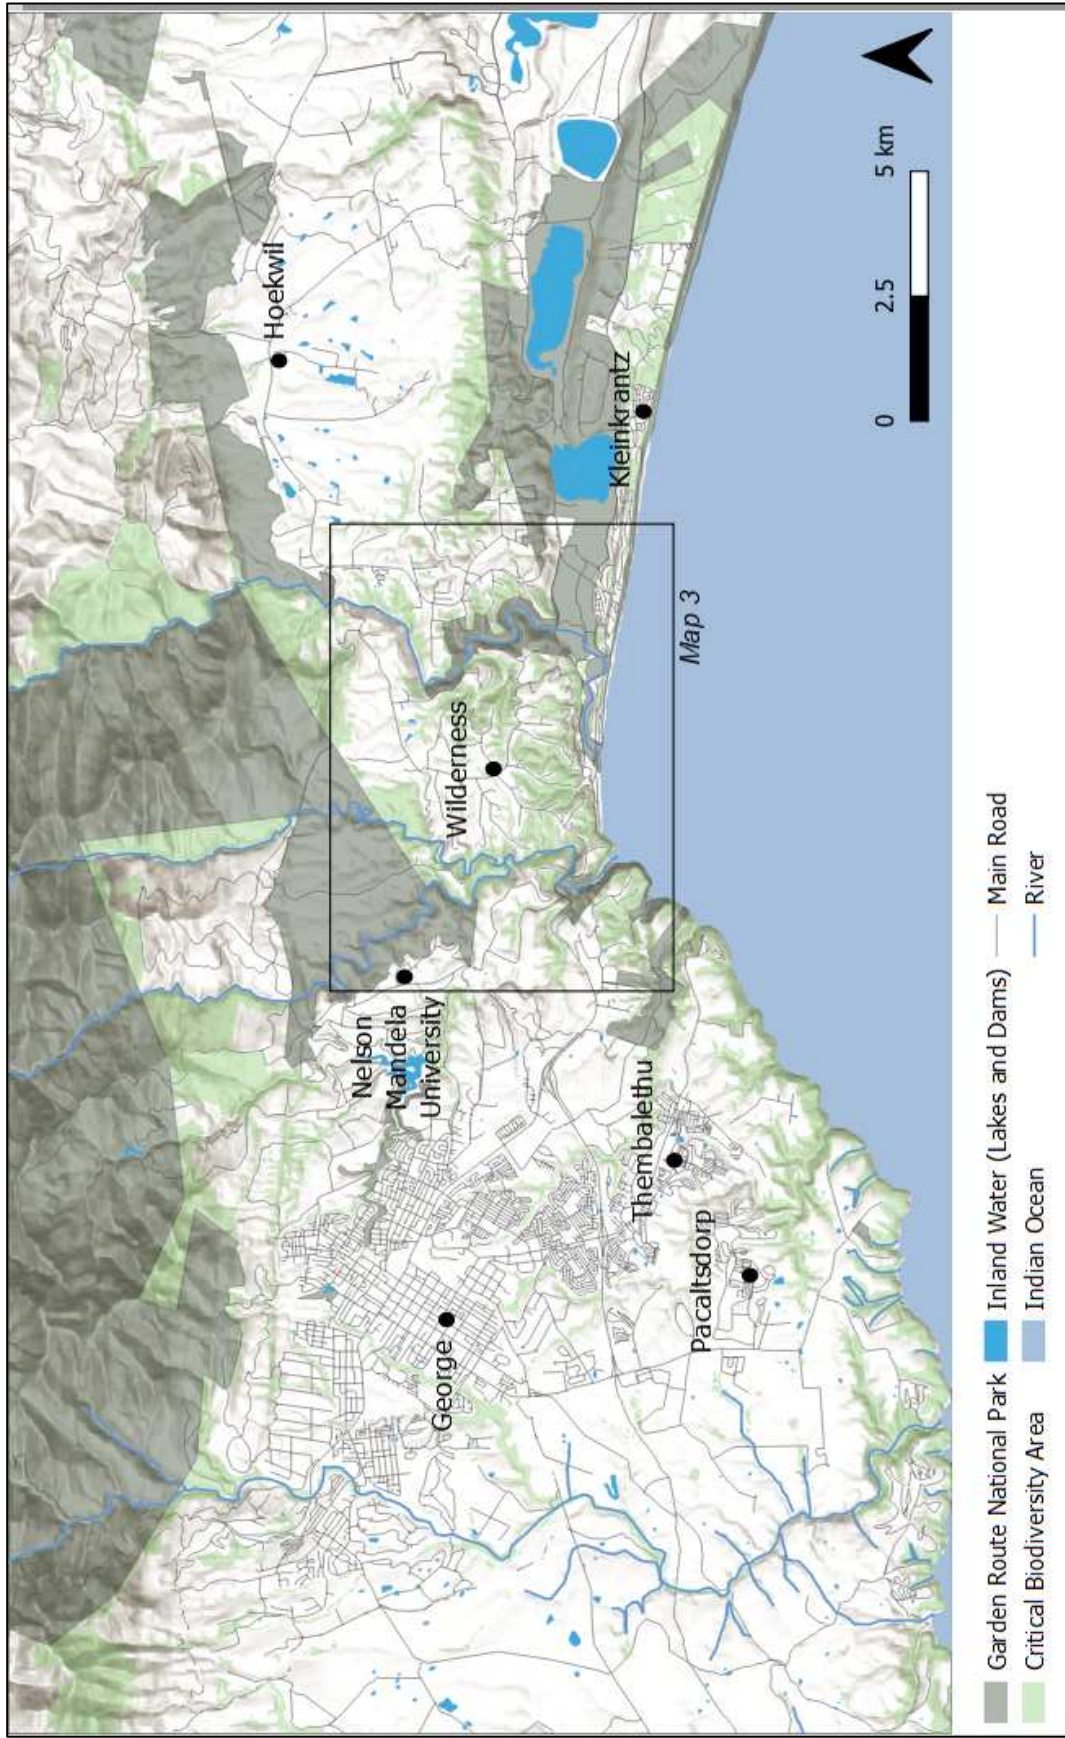 Hoekwil
Wilderness
Nelson
Mandela
University
George
Kleinkrantz
Thembalethu
Pacaltsdorp
Map 3
0 2.5 5 km
Garden Route National Park
Inland Water (Lakes and Dams)
Main Road
Critical Biodiversity Area
Indian Ocean
River